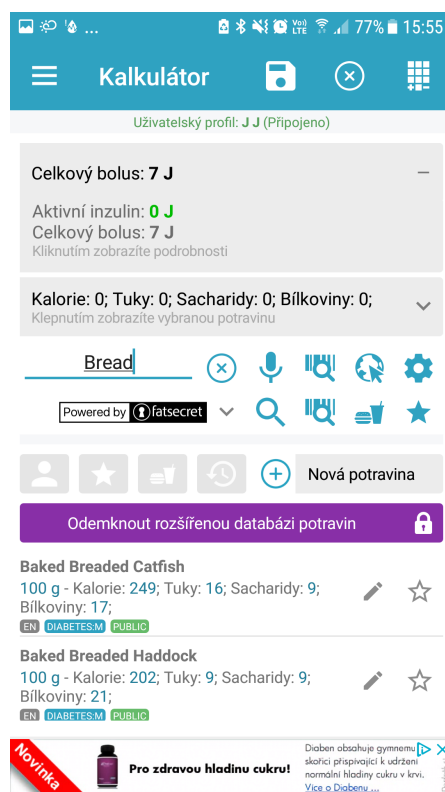 ... Vo)) LTE 77% 15:55
Kalkulátor
Uživatelský profil: J J (Připojeno)
Celkový bolus: 7 J
Aktivní inzulin: 0 J
Celkový bolus: 7 J
Kliknutím zobrazíte podrobnosti
Kalorie: 0; Tuky: 0; Sacharidy: 0; Bílkoviny: 0;
Klepnutím zobrazíte vybranou potravinu
Bread
Powered by fatsecret
Nová potravina
Odemknout rozšířenou databázi potravin
Baked Breaded Catfish
100 g - Kalorie: 249; Tuky: 16; Sacharidy: 9;
Bílkoviny: 17;
EN DIABETES:M PUBLIC
Baked Breaded Haddock
100 g - Kalorie: 202; Tuky: 9; Sacharidy: 9;
Bílkoviny: 21;
EN DIABETES:M PUBLIC
Novinka
Pro zdravou hladinu cukru!
Diaben obsahuje gymnemu
skořici přispívající k udržení
normální hladiny cukru v krvi.
Více o Diabenu ...